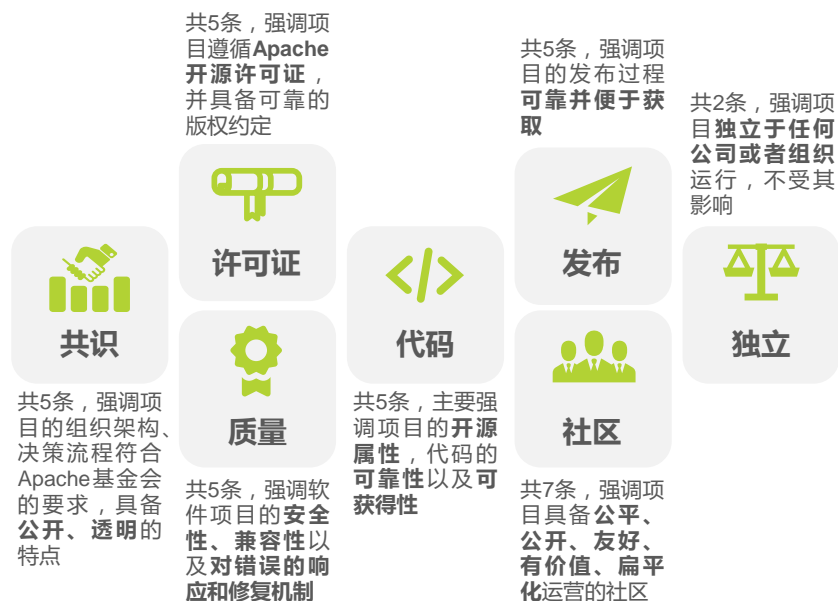 共5条，强调项
目遵循Apache
开源许可证，
并具备可靠的
版权约定
许可证
共5条，强调项
目的发布过程
可靠并便于获
取
发布
共2条，强调项
目独立于任何
公司或者组织
运行，不受其
影响
独立
共识
共5条，强调项
目的组织架构、
决策流程符合
Apache基金会
的要求，具备
公开、透明的
特点
质量
共5条，强调软
件项目的安全
性、兼容性以
及对错误的响
应和修复机制
代码
共5条，主要强
调项目的开源
属性，代码的
可靠性以及可
获得性
社区
共7条，强调项
目具备公平、
公开、友好、
有价值、扁平
化运营的社区